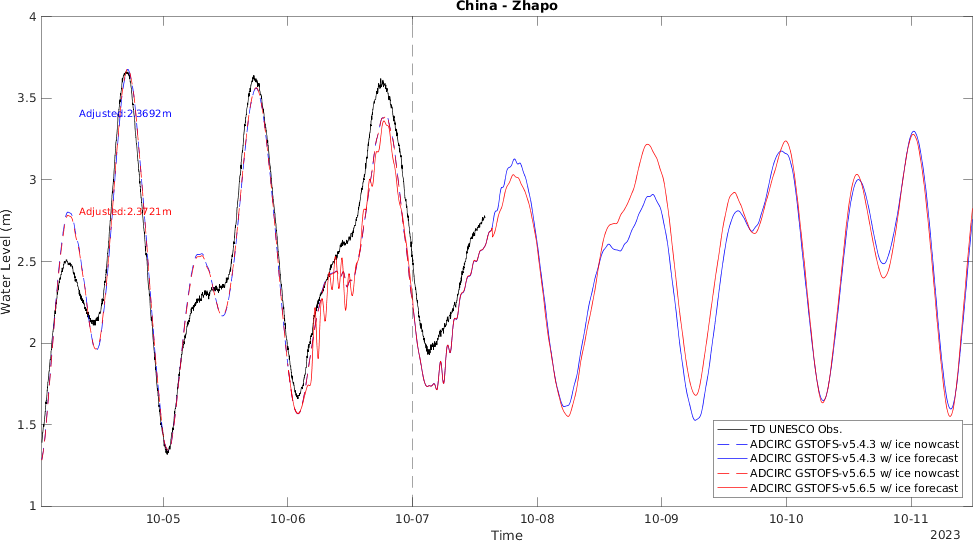 China - Zhapo
4
3.5
3
2.5
2
1.5
1
Water Level (m)
Adjusted:2.3692m
Adjusted:2.3721m
TD UNESCO Obs.
ADCIRC GSTOFS-v5.4.3 w/ ice nowcast
ADCIRC GSTOFS-v5.4.3 w/ ice forecast
ADCIRC GSTOFS-v5.6.5 w/ ice nowcast
ADCIRC GSTOFS-v5.6.5 w/ ice forecast
10-05 10-06 10-07 10-08 10-09 10-10 10-11
Time
2023